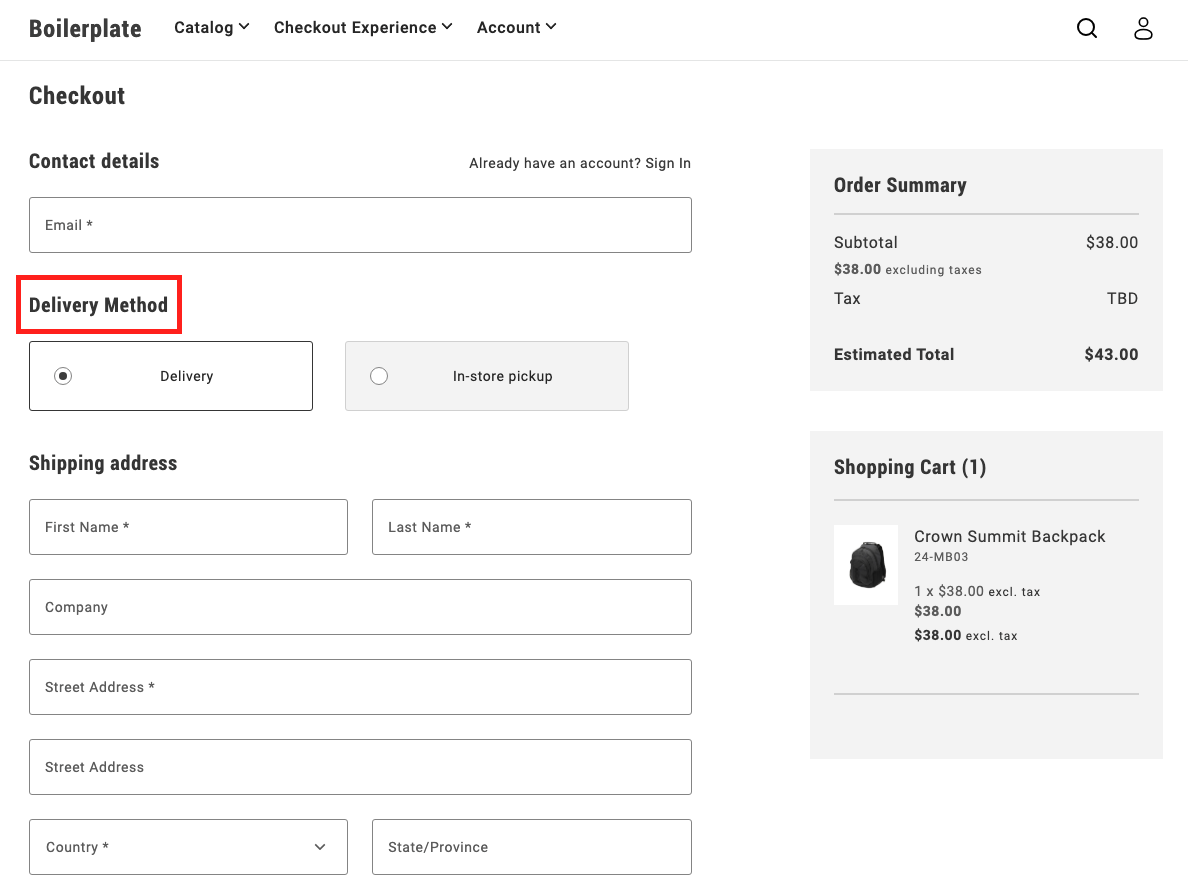 Boilerplate
Catalog
Checkout Experience
Account
Checkout
Contact details
Already have an account? Sign In
Email *
Delivery Method
Delivery
In-store pickup
Shipping address
First Name *
Last Name *
Company
Street Address *
Street Address
Country *
State/Province
Order Summary
Subtotal $38.00
$38.00 excluding taxes
Tax TBD
Estimated Total $43.00
Shopping Cart (1)
Crown Summit Backpack
24-MB03
1 x $38.00 excl. tax
$38.00
$38.00 excl. tax